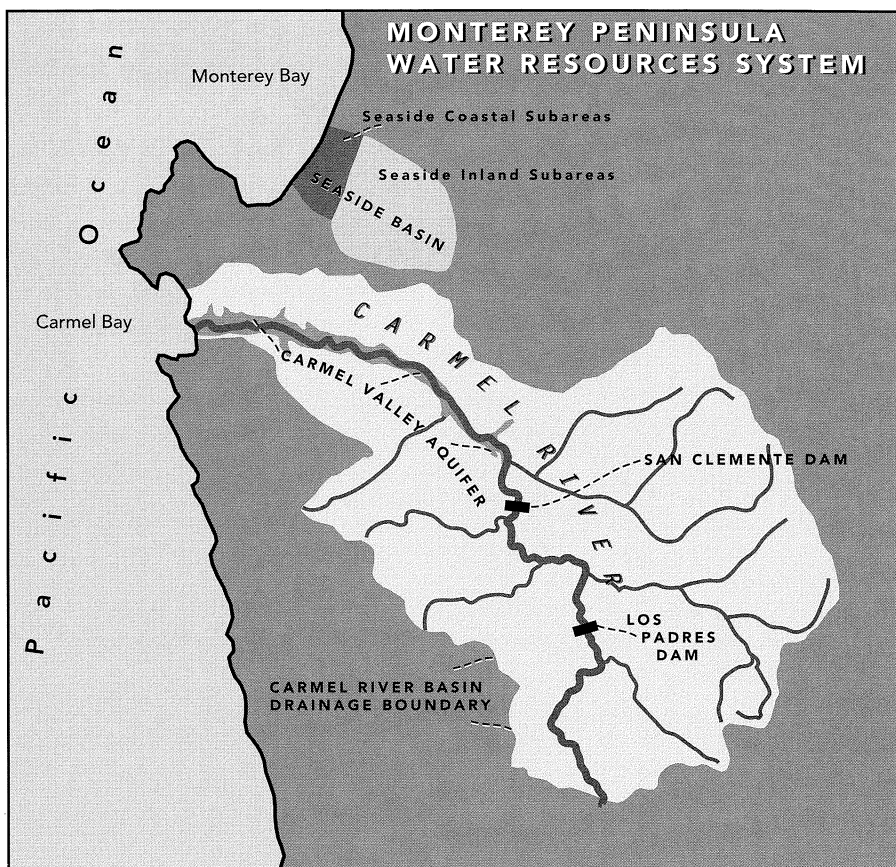 MONTEREY PENINSULA
WATER RESOURCES SYSTEM
Monterey Bay
Seaside Coastal Subareas
Seaside Inland Subareas
SEASIDE BASIN
Pacific Ocean
Carmel Bay
CARMEL RIVER
CARMEL VALLEY AQUIFER
SAN CLEMENTE DAM
LOS
PADRES
DAM
CARMEL RIVER BASIN
DRAINAGE BOUNDARY